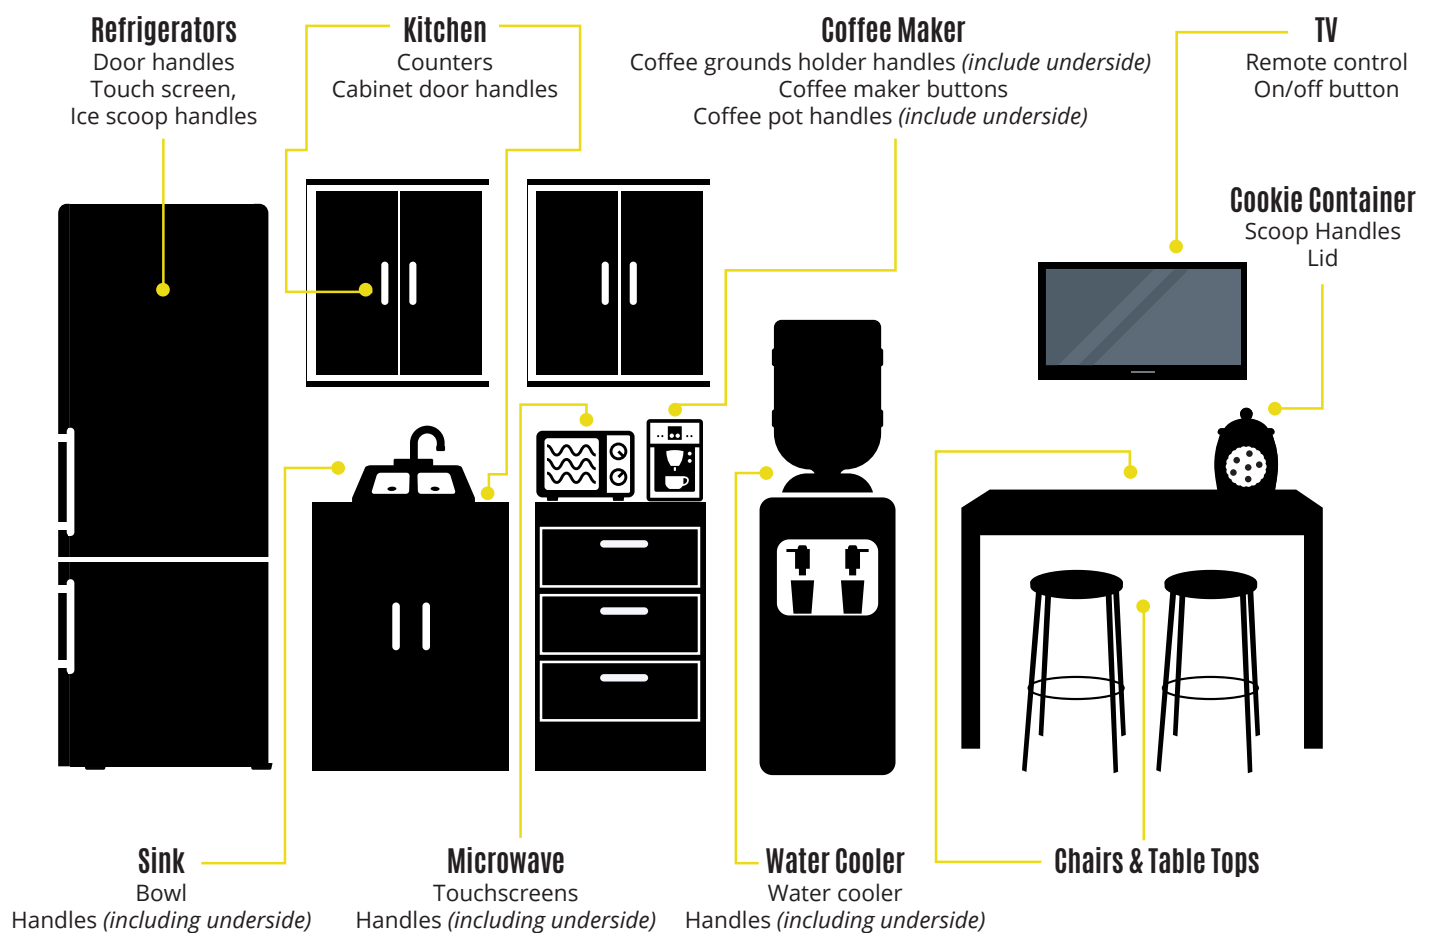 Refrigerators
Door handles
Touch screen,
Ice scoop handles
Kitchen
Counters
Cabinet door handles
Coffee Maker
Coffee grounds holder handles (include underside)
Coffee maker buttons
Coffee pot handles (include underside)
TV
Remote control
On/off button
Cookie Container
Scoop Handles
Lid
Sink
Bowl
Handles (including underside)
Microwave
Touchscreens
Handles (including underside)
Water Cooler
Water cooler
Handles (including underside)
Chairs & Table Tops